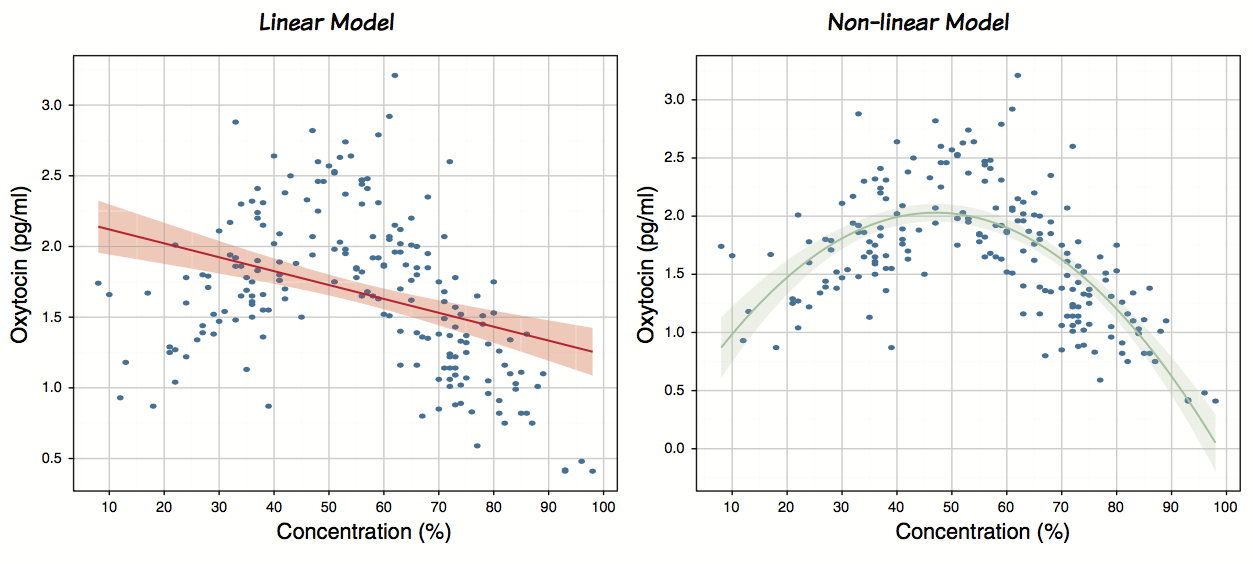 Linear Model
Oxytocin (pg/ml)
3.0
2.5
2.0
1.5
1.0
0.5
10 20 30 40 50 60 70 80 90 100
Concentration (%)
Non-linear Model
Oxytocin (pg/ml)
3.0
2.5
2.0
1.5
1.0
0.5
0.0
10 20 30 40 50 60 70 80 90 100
Concentration (%)